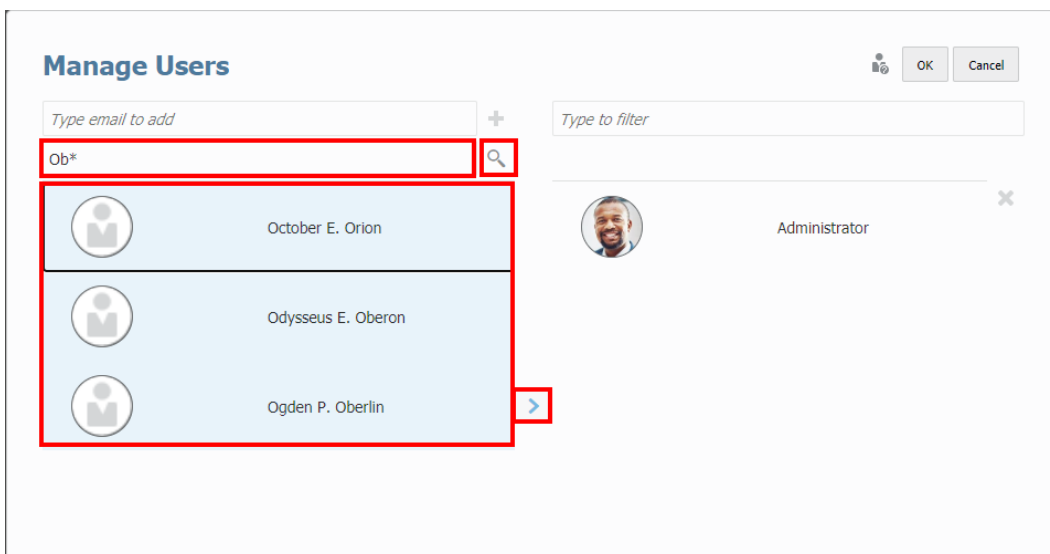 Manage Users
OK
Cancel
Type email to add
Type to filter
Ob*
October E. Orion
Administrator
Odysseus E. Oberon
Ogden P. Oberlin